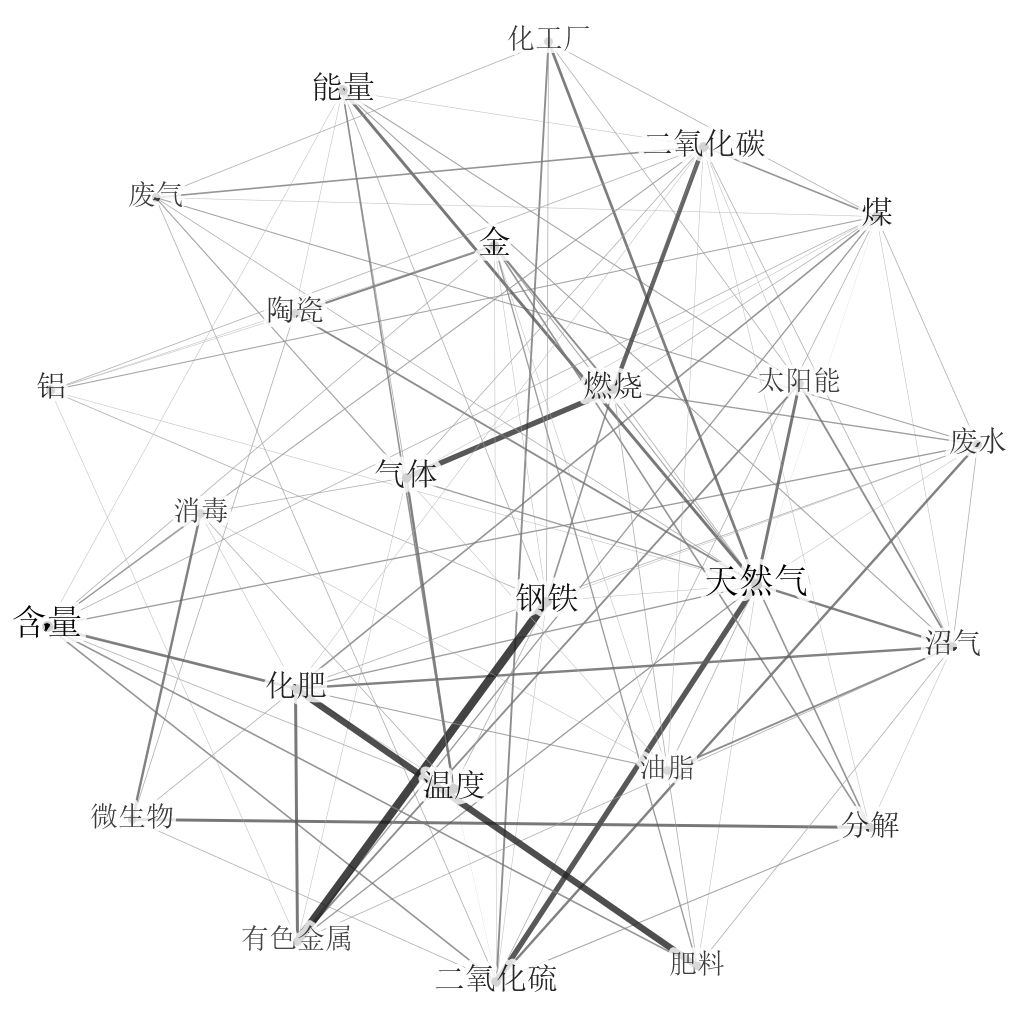 化工厂
能量
二氧化碳
废气
煤
金
陶瓷
铝
燃烧
太阳能
废水
气体
消毒
天然气
钢铁
含量
沼气
化肥
油脂
温度
微生物
分解
有色金属
肥料
二氧化硫